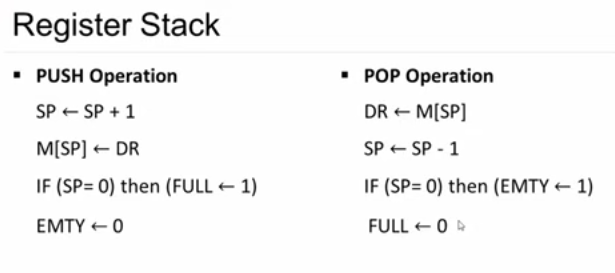 Register Stack
▪ PUSH Operation
SP ← SP + 1
M[SP] ← DR
IF (SP= 0) then (FULL ← 1)
EMTY ← 0
▪ POP Operation
DR ← M[SP]
SP ← SP - 1
IF (SP= 0) then (EMTY ← 1)
FULL ← 0